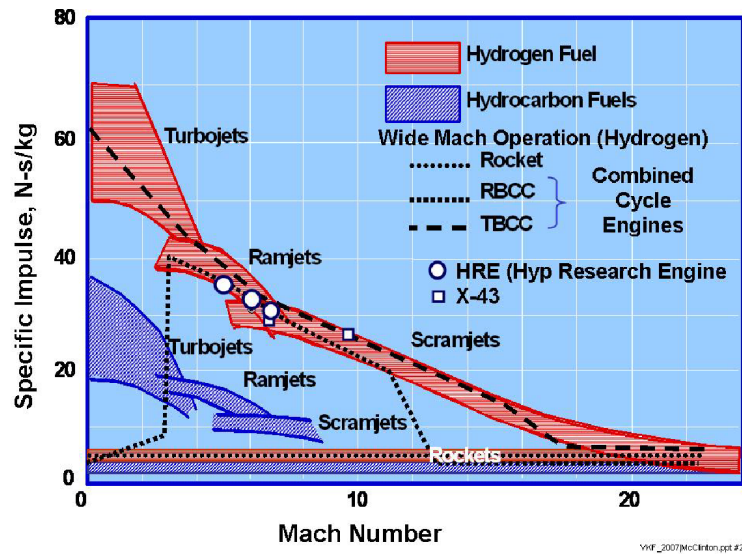 80
Hydrogen Fuel
Hydrocarbon Fuels
Wide Mach Operation (Hydrogen)
Rocket
RBCC
TBCC
Combined
Cycle
Engines
HRE (Hyp Research Engine
X-43
60
Turbojets
40
Ramjets
Turbojets
Scramjets
20
Ramjets
Scramjets
Rockets
0
0
10
20
Specific Impulse, N-s/kg
Mach Number